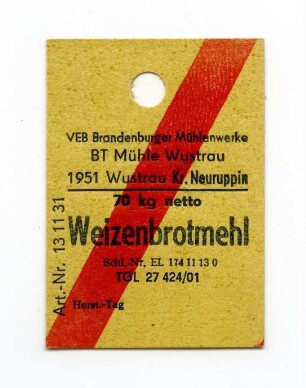 VEB Brandenburger Mühlenwerke
BT Mühle Wustrau
1951 Wustrau Kr. Neuruppin
70 kg netto
Weizenbrotmehl
Schl.-Nr. EL 174 11 13 0
TGL 27 424/01
Herst.-Tag
Art.-Nr. 13 11 31